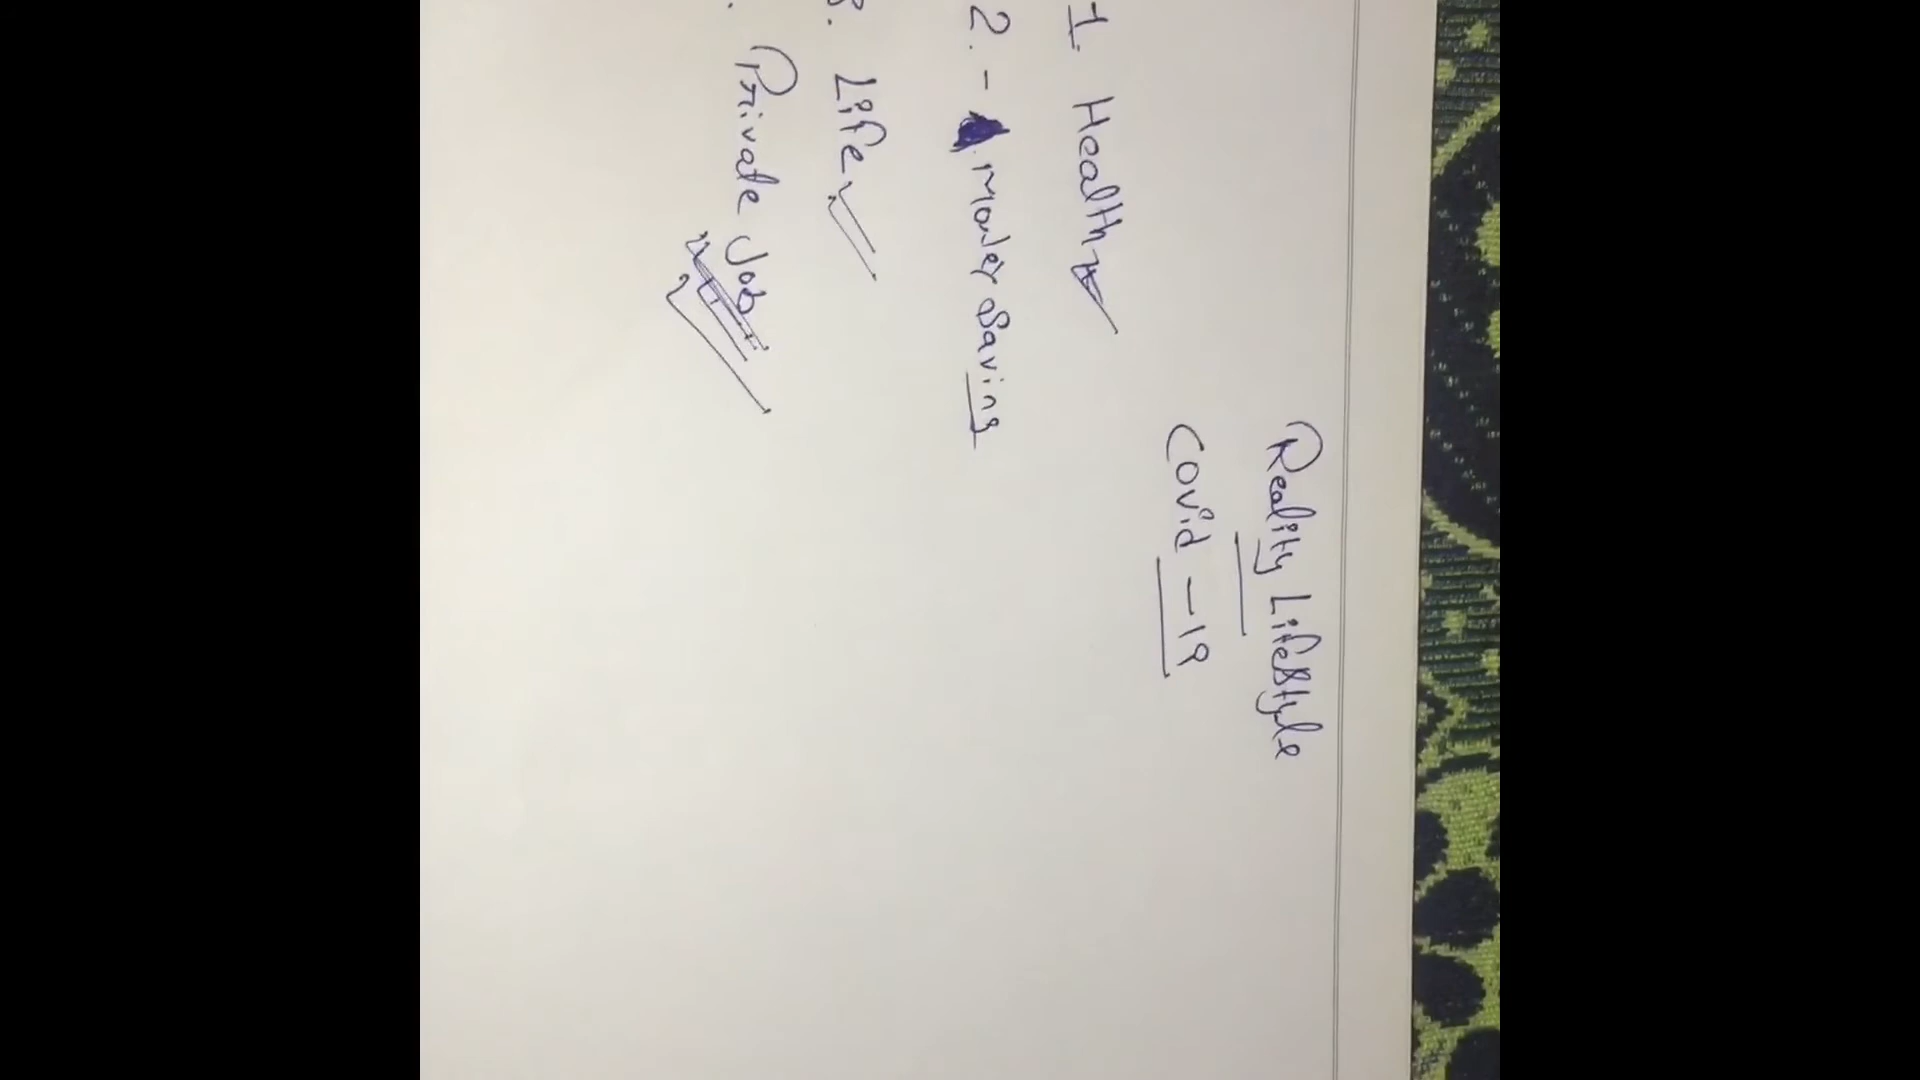 Reality LifeStyle
Covid-19
1. Health
2. - Money Saving
3. Life
. Private Job